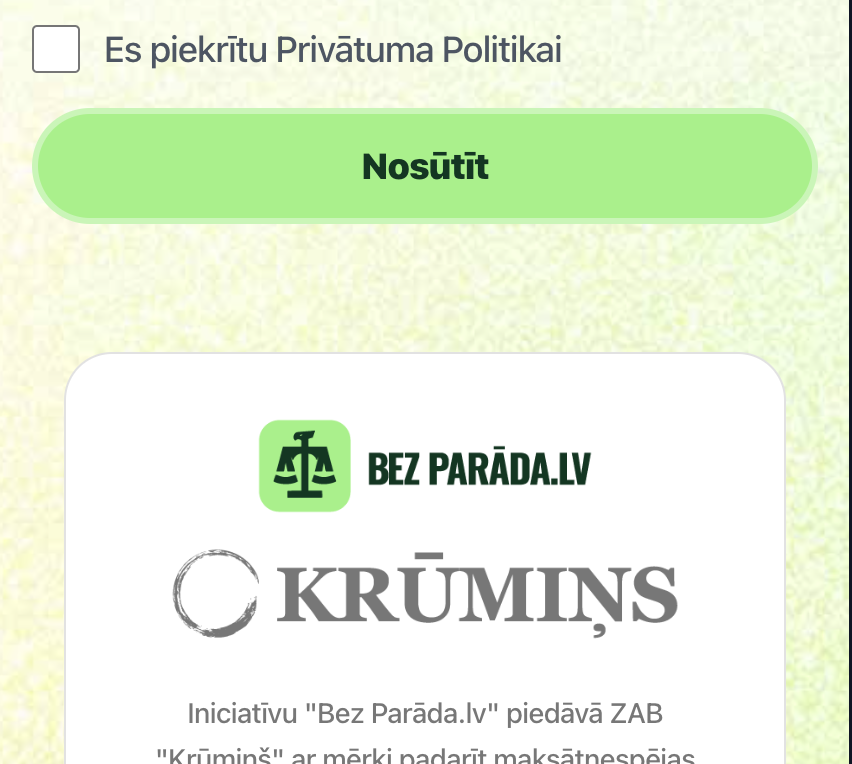 Es piekrītu Privātuma Politikai
Nosūtīt
BEZ PARĀDA.LV
KRŪMIŅS
Iniciatīvu "Bez Parāda.lv" piedāvā ZAB
"Krūmiņš" ar mērķi padarīt maksātnespējas